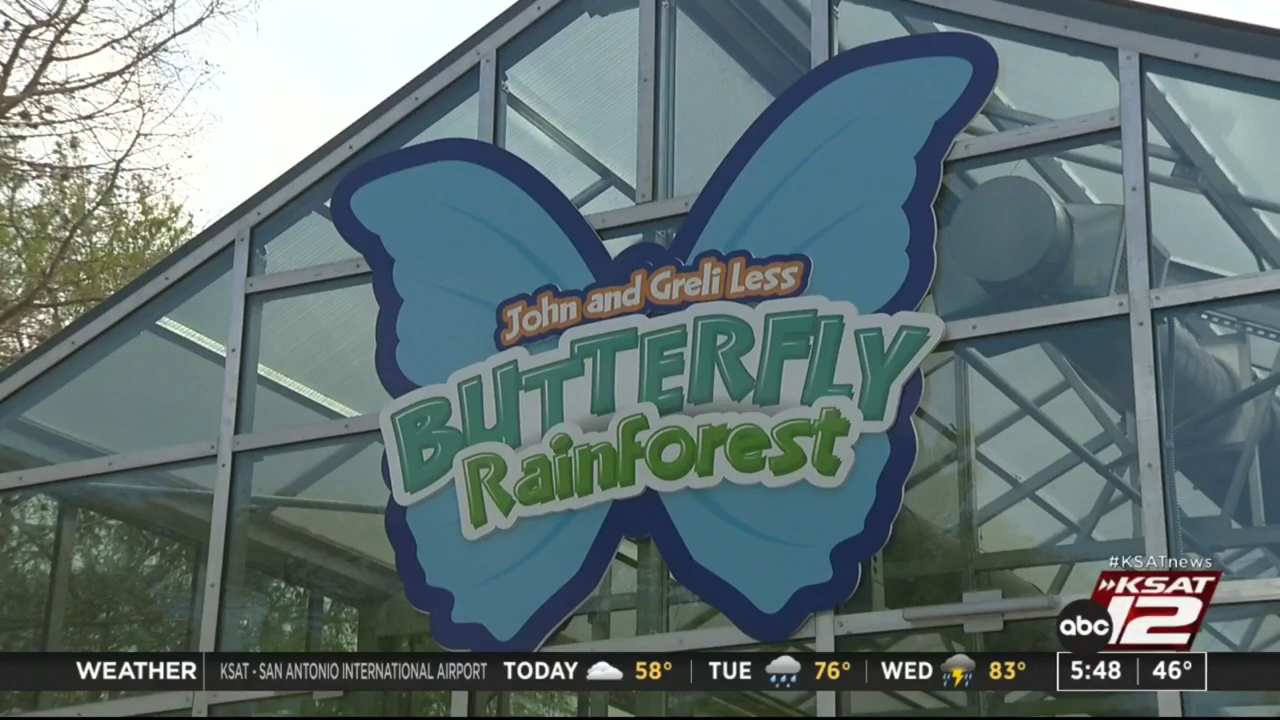 John and Greli Less
BUTTERFLY
Rainforest
#KSATnews
KSAT
abc 12
WEATHER KSAT - SAN ANTONIO INTERNATIONAL AIRPORT TODAY 58° TUE 76° WED 83° 5:48 46°